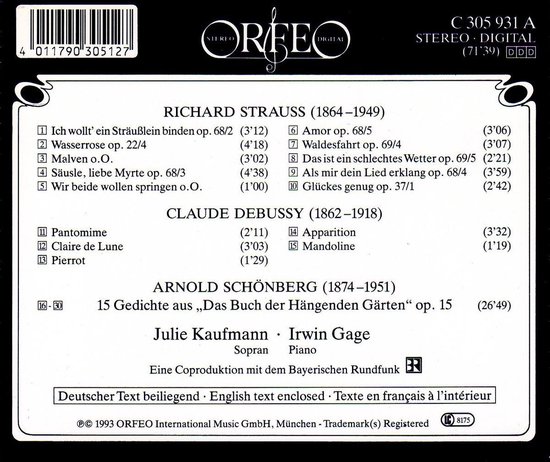 4 011790 305127
ORFEO
STEREO DIGITAL
C 305 931 A
STEREO · DIGITAL
(71'39) DDD
RICHARD STRAUSS (1864–1949)
1 Ich wollt' ein Sträußlein binden op. 68/2 (3'12)
2 Wasserrose op. 22/4 (4'18)
3 Malven o.O. (3'02)
4 Säusle, liebe Myrte op. 68/3 (4'38)
5 Wir beide wollen springen o.O. (1'00)
6 Amor op. 68/5 (3'06)
7 Waldesfahrt op. 69/4 (3'07)
8 Das ist ein schlechtes Wetter op. 69/5 (2'21)
9 Als mir dein Lied erklang op. 68/4 (3'59)
10 Glückes genug op. 37/1 (2'42)
CLAUDE DEBUSSY (1862–1918)
11 Pantomime (2'11)
12 Claire de Lune (3'03)
13 Pierrot (1'29)
14 Apparition (3'32)
15 Mandoline (1'19)
ARNOLD SCHÖNBERG (1874–1951)
16 - 30 15 Gedichte aus „Das Buch der Hängenden Gärten“ op. 15 (26'49)
Julie Kaufmann · Irwin Gage
Sopran Piano
Eine Coproduktion mit dem Bayerischen Rundfunk BR
Deutscher Text beiliegend · English text enclosed · Texte en français à l'intérieur
℗ © 1993 ORFEO International Music GmbH, München - Trademark(s) Registered LC 8175